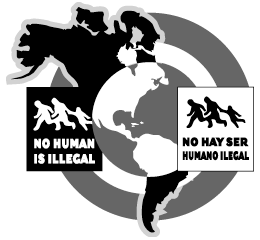 NO HUMAN
IS ILLEGAL
NO HAY SER
HUMANO ILEGAL